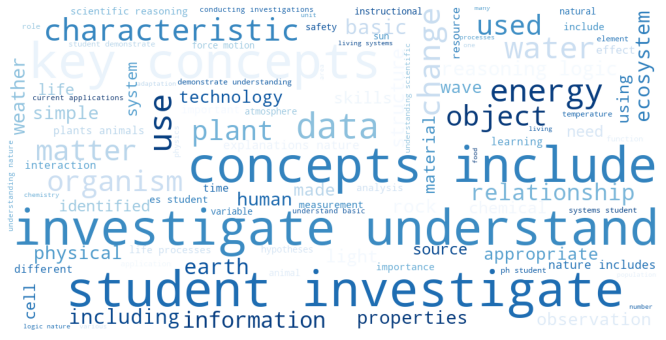 scientific reasoning
conducting investigations
unit
instructional
many
natural
role
characteristic
safety
basic
resource
used
include
student demonstrate
force motion
sun
living systems
processes
element
key concepts
change
water
effect
reasoning logic
weather
life
system
demonstrate understanding
skills
wave
energy
using
ecosystem
current applications
adaptation
use
technology
atmosphere
understanding scientific
material
object
temperature
simple
plants animals
plant
data
need
living
function
matter
explanations nature
learning
interaction
concepts include
food
organism
time
made
analysis
relationship
understanding nature
chemistry
identified
es student
human
measurement
rock
chemical
systems student
variable
understand basic
investigate understand
physical
life processes
hypotheses
light
source
appropriate
different
earth
animal
importance
ph student
nature includes
cell
student investigate
number
including
information
properties
observation
logic nature